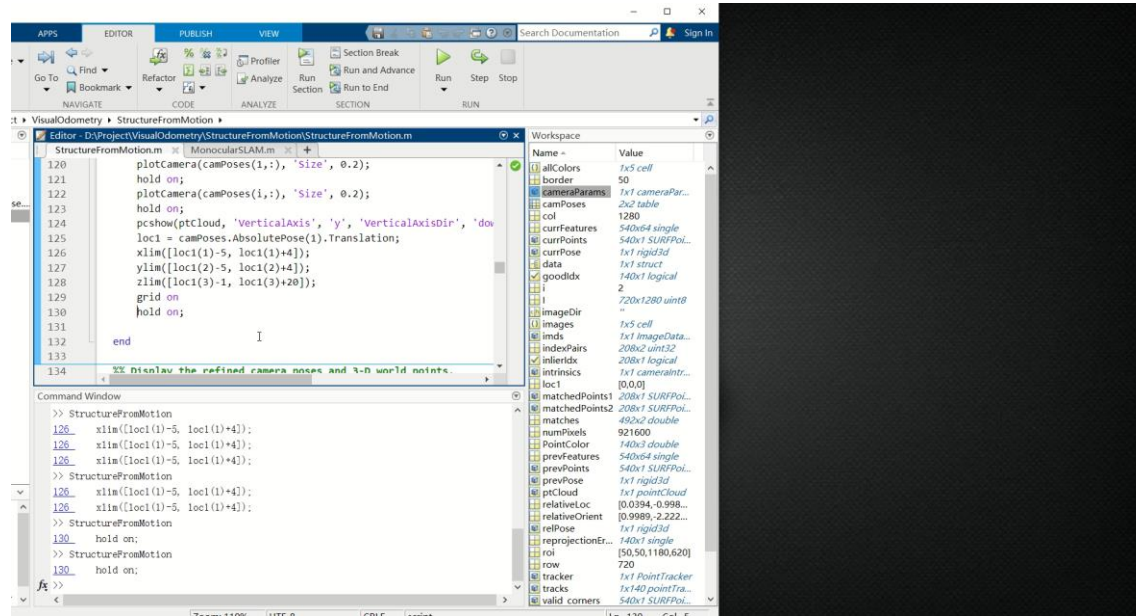 APPS EDITOR PUBLISH VIEW Search Documentation Sign In
Section Break
Profiler
Find
Run and Advance
Go To Refactor Analyze Run Run Step Stop
Bookmark Section Run to End
NAVIGATE CODE ANALYZE SECTION RUN
VisualOdometry ▸ StructureFromMotion ▸
Editor - D:\Project\VisualOdometry\StructureFromMotion\StructureFromMotion.m
StructureFromMotion.m MonocularSLAM.m +
120 plotCamera(camPoses(1,:), 'Size', 0.2);
121 hold on;
122 plotCamera(camPoses(i,:), 'Size', 0.2);
123 hold on;
124 pcshow(ptCloud, 'VerticalAxis', 'y', 'VerticalAxisDir', 'dow
125 loc1 = camPoses.AbsolutePose(1).Translation;
126 xlim([loc1(1)-5, loc1(1)+4]);
127 ylim([loc1(2)-5, loc1(2)+4]);
128 zlim([loc1(3)-1, loc1(3)+20]);
129 grid on
130 hold on;
131
132 end
133
134 %% Display the refined camera poses and 3-D world points.
Command Window
>> StructureFromMotion
126 xlim([loc1(1)-5, loc1(1)+4]);
126 xlim([loc1(1)-5, loc1(1)+4]);
126 xlim([loc1(1)-5, loc1(1)+4]);
>> StructureFromMotion
126 xlim([loc1(1)-5, loc1(1)+4]);
126 xlim([loc1(1)-5, loc1(1)+4]);
>> StructureFromMotion
130 hold on;
>> StructureFromMotion
130 hold on;
fx >>
Workspace
Name Value
allColors 1x5 cell
border 50
cameraParams 1x1 cameraPar...
camPoses 2x2 table
col 1280
currFeatures 540x64 single
currPoints 540x1 SURFPoi...
currPose 1x1 rigid3d
data 1x1 struct
goodIdx 140x1 logical
i 2
I 720x1280 uint8
imageDir ''
images 1x5 cell
imds 1x1 ImageData...
indexPairs 208x2 uint32
inlierIdx 208x1 logical
intrinsics 1x1 cameraIntr...
loc1 [0,0,0]
matchedPoints1 208x1 SURFPoi...
matchedPoints2 208x1 SURFPoi...
matches 492x2 double
numPixels 921600
PointColor 140x3 double
prevFeatures 540x64 single
prevPoints 540x1 SURFPoi...
prevPose 1x1 rigid3d
ptCloud 1x1 pointCloud
relativeLoc [0.0394,-0.998...
relativeOrient [0.9989,-2.222...
relPose 1x1 rigid3d
reprojectionEr... 140x1 single
roi [50,50,1180,620]
row 720
tracker 1x1 PointTracker
tracks 1x140 pointTra...
valid corners 540x1 SURFPoi...
Zoom: 110% UTF-8 CRLF script Ln 130 Col 5